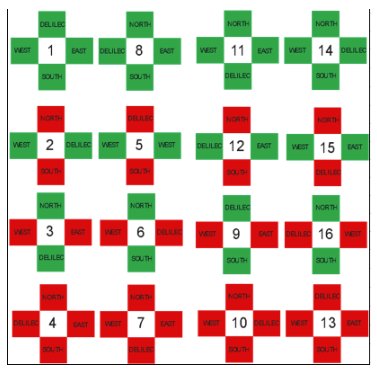 DELILEC NORTH NORTH NORTH
WEST 1 EAST DELILEC 8 EAST WEST 11 EAST WEST 14 DELILEC
SOUTH SOUTH DELILEC SOUTH
NORTH DELILEC NORTH NORTH
WEST 2 DELILEC WEST 5 WEST DELILEC 12 EAST WEST 15 EAST
SOUTH SOUTH SOUTH DELILEC
NORTH NORTH DELILEC NORTH
WEST 3 EAST WEST 6 DELILEC WEST 9 EAST DELILEC 16 WEST
DELILEC SOUTH SOUTH SOUTH
NORTH NORTH NORTH DELILEC
DELILEC 4 EAST WEST 7 EAST WEST 10 DELILEC WEST 13 EAST
SOUTH DELILEC SOUTH SOUTH